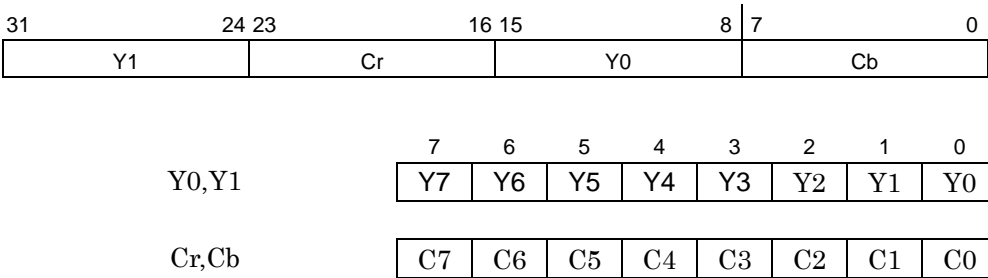 31 24 23 16 15 8 7 0
Y1 Cr Y0 Cb
7 6 5 4 3 2 1 0
Y0,Y1 Y7 Y6 Y5 Y4 Y3 Y2 Y1 Y0
Cr,Cb C7 C6 C5 C4 C3 C2 C1 C0